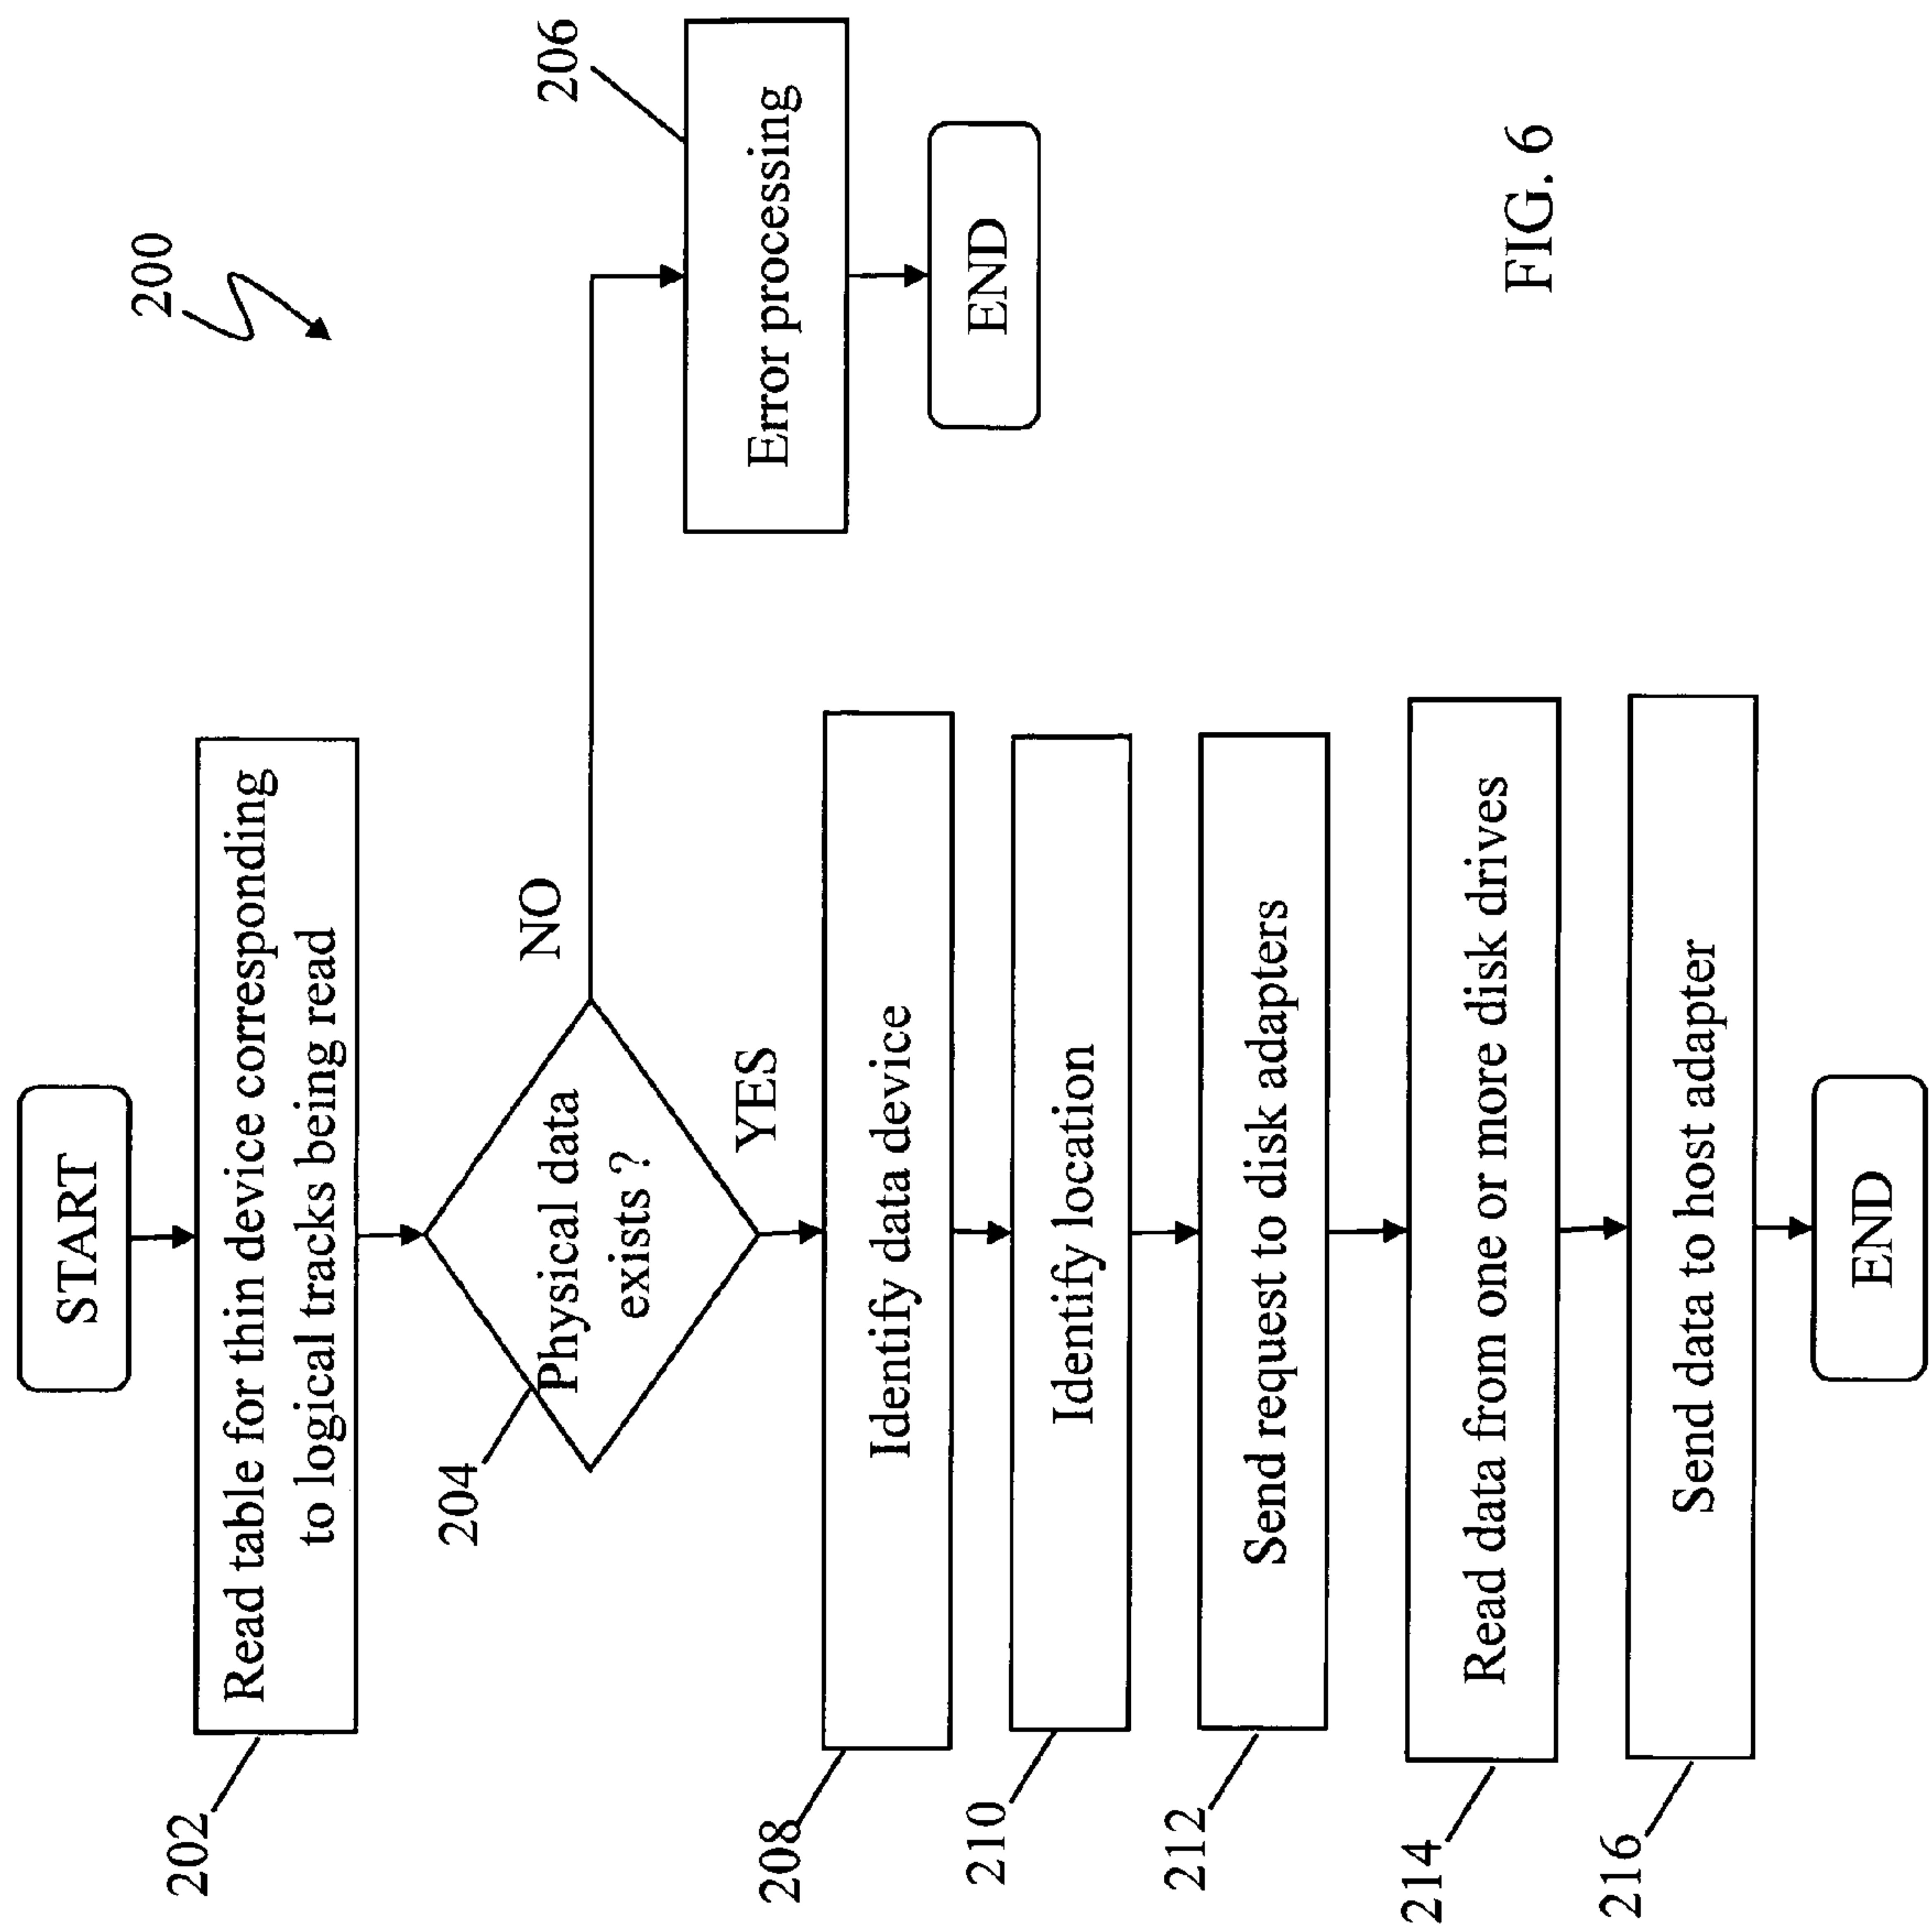 200
START
202
Read table for thin device corresponding
to logical tracks being read
204
Physical data
exists ?
NO
YES
206
Error processing
END
208
Identify data device
210
Identify location
212
Send request to disk adapters
214
Read data from one or more disk drives
216
Send data to host adapter
END
FIG. 6